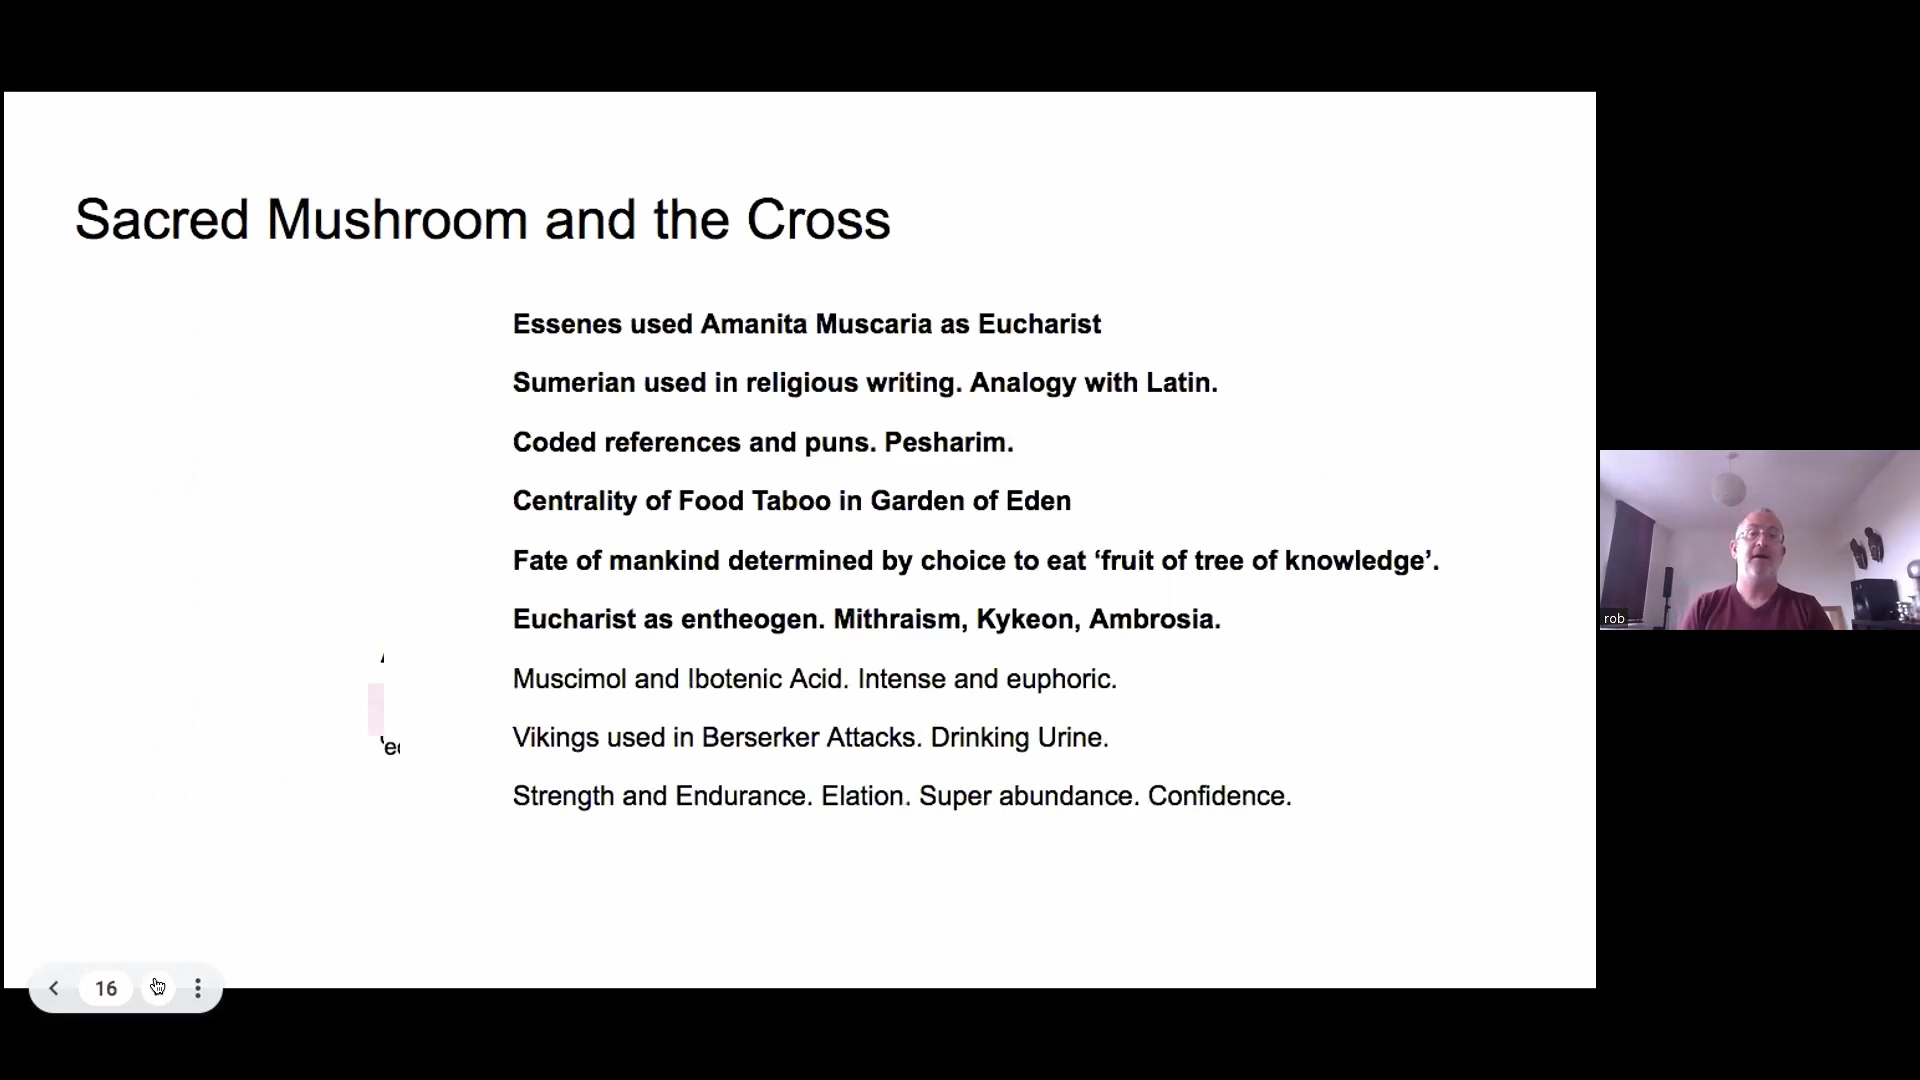 Sacred Mushroom and the Cross
Essenes used Amanita Muscaria as Eucharist
Sumerian used in religious writing. Analogy with Latin.
Coded references and puns. Pesharim.
Centrality of Food Taboo in Garden of Eden
Fate of mankind determined by choice to eat ‘fruit of tree of knowledge’.
Eucharist as entheogen. Mithraism, Kykeon, Ambrosia.
Muscimol and Ibotenic Acid. Intense and euphoric.
Vikings used in Berserker Attacks. Drinking Urine.
Strength and Endurance. Elation. Super abundance. Confidence.
rob
16